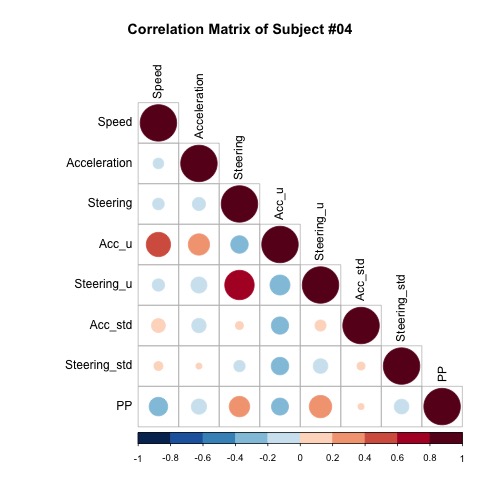 Correlation Matrix of Subject #04
Speed
Acceleration
Steering
Acc_u
Steering_u
Acc_std
Steering_std
PP
Speed
Acceleration
Steering
Acc_u
Steering_u
Acc_std
Steering_std
PP
-1 -0.8 -0.6 -0.4 -0.2 0 0.2 0.4 0.6 0.8 1